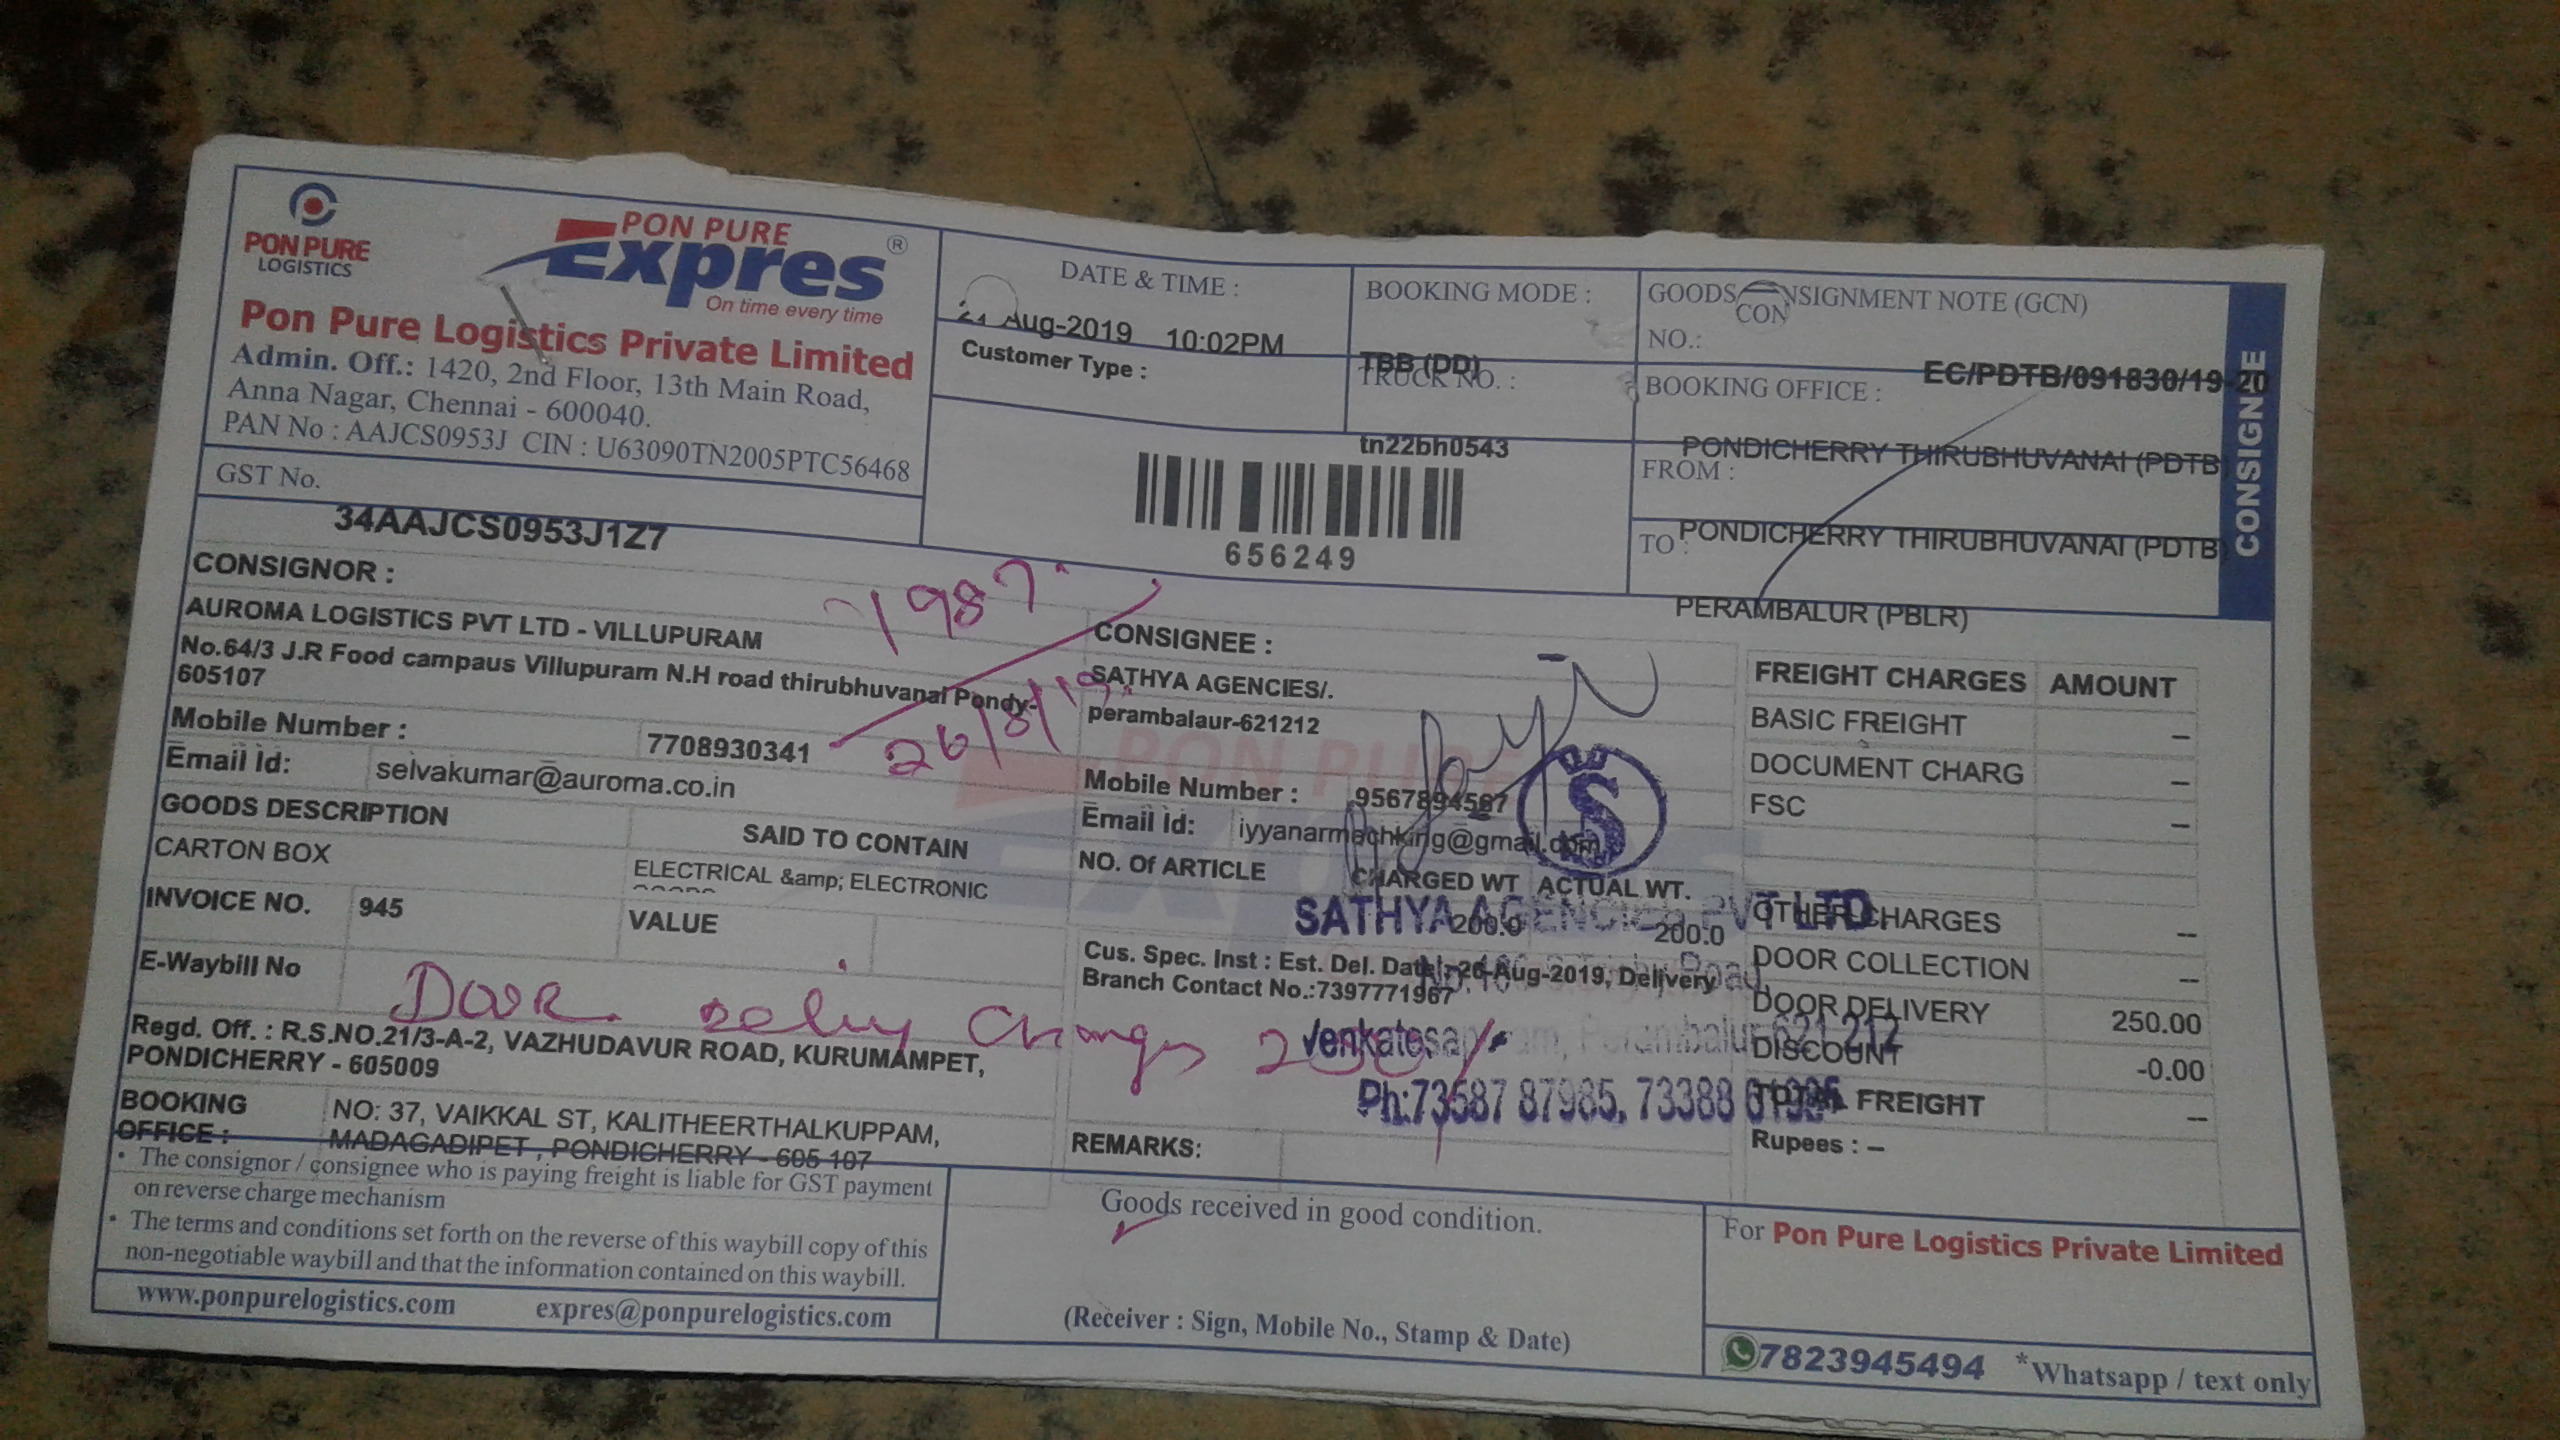 PON PURE
LOGISTICS
PON PURE
Expres ®
On time every time
Pon Pure Logistics Private Limited
Admin. Off.: 1420, 2nd Floor, 13th Main Road,
Anna Nagar, Chennai - 600040.
PAN No : AAJCS0953J CIN : U63090TN2005PTC56468
GST No.
34AAJCS0953J1Z7
DATE & TIME :
Aug-2019 10:02PM
Customer Type :
BOOKING MODE :
TBB (DD)
TRUCK NO. :
tn22bh0543
656249
GOODS CONSIGNMENT NOTE (GCN)
NO.:
EC/PDTB/091830/19-20
BOOKING OFFICE :
PONDICHERRY THIRUBHUVANAI (PDTB
FROM :
PONDICHERRY THIRUBHUVANAI (PDTB)
TO :
PERAMBALUR (PBLR)
CONSIGNE
CONSIGNOR :
AUROMA LOGISTICS PVT LTD - VILLUPURAM
No.64/3 J.R Food campaus Villupuram N.H road thirubhuvanai Pondy-
605107
Mobile Number : 7708930341
Email Id: selvakumar@auroma.co.in
1987
26/8/19
GOODS DESCRIPTION SAID TO CONTAIN
CARTON BOX ELECTRICAL &amp; ELECTRONIC
INVOICE NO. 945 VALUE
E-Waybill No
Door Charges
Regd. Off. : R.S.NO.21/3-A-2, VAZHUDAVUR ROAD, KURUMAMPET,
PONDICHERRY - 605009
BOOKING OFFICE : NO: 37, VAIKKAL ST, KALITHEERTHALKUPPAM,
MADAGADIPET , PONDICHERRY - 605 107
CONSIGNEE :
SATHYA AGENCIES/.
perambalaur-621212
Mobile Number : 9567894567
Email Id: iyyanarmechking@gmail.com
NO. Of ARTICLE CHARGED WT ACTUAL WT.
200.0 200.0
SATHYA AGENCIES PVT LTD
Cus. Spec. Inst : Est. Del. Date : 26-Aug-2019, Delivery
Branch Contact No.:7397771967
Road,
Venkatesapuram, Perambalur-621 212
Ph:73587 87985, 73388
REMARKS:
FREIGHT CHARGES AMOUNT
BASIC FREIGHT --
DOCUMENT CHARG --
FSC --
OTHER CHARGES --
DOOR COLLECTION --
DOOR DELIVERY 250.00
DISCOUNT -0.00
TOTAL FREIGHT --
Rupees : --
• The consignor / consignee who is paying freight is liable for GST payment
on reverse charge mechanism
• The terms and conditions set forth on the reverse of this waybill copy of this
non-negotiable waybill and that the information contained on this waybill.
www.ponpurelogistics.com expres@ponpurelogistics.com
Goods received in good condition.
(Receiver : Sign, Mobile No., Stamp & Date)
For Pon Pure Logistics Private Limited
7823945494 *Whatsapp / text only